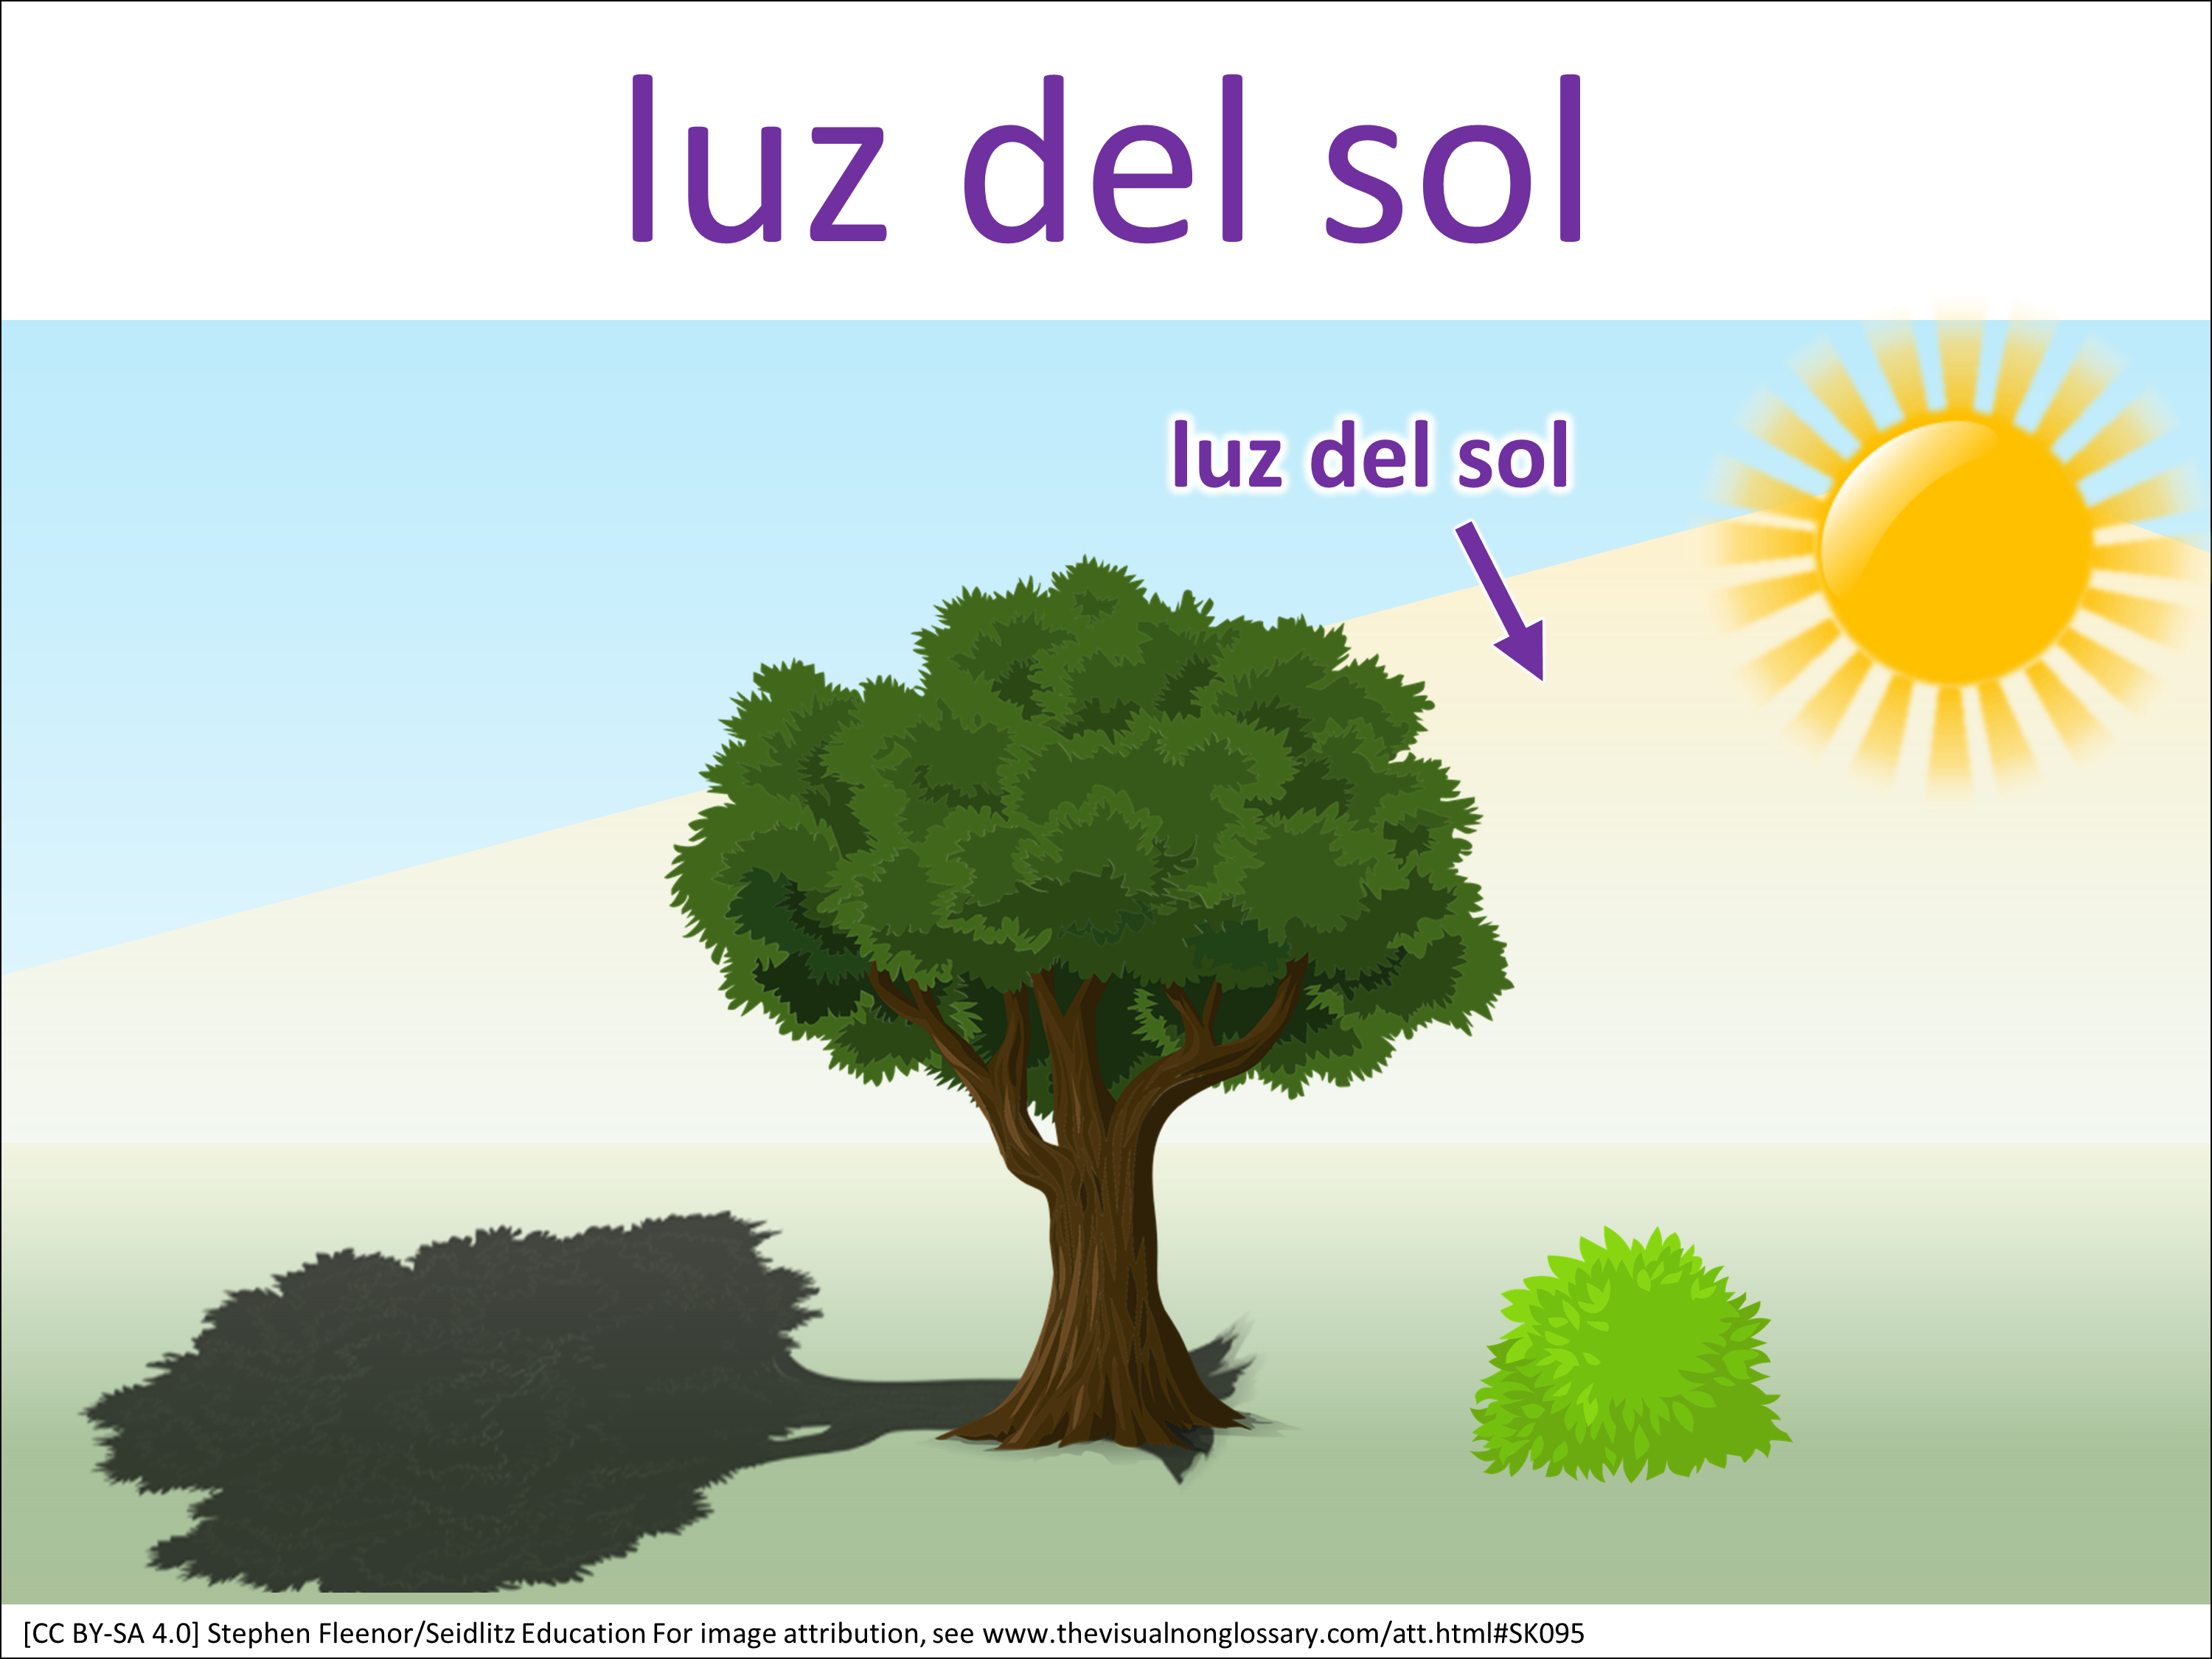 luz del sol
luz del sol
[CC BY-SA 4.0] Stephen Fleenor/Seidlitz Education For image attribution, see www.thevisualnonglossary.com/att.html#SK095